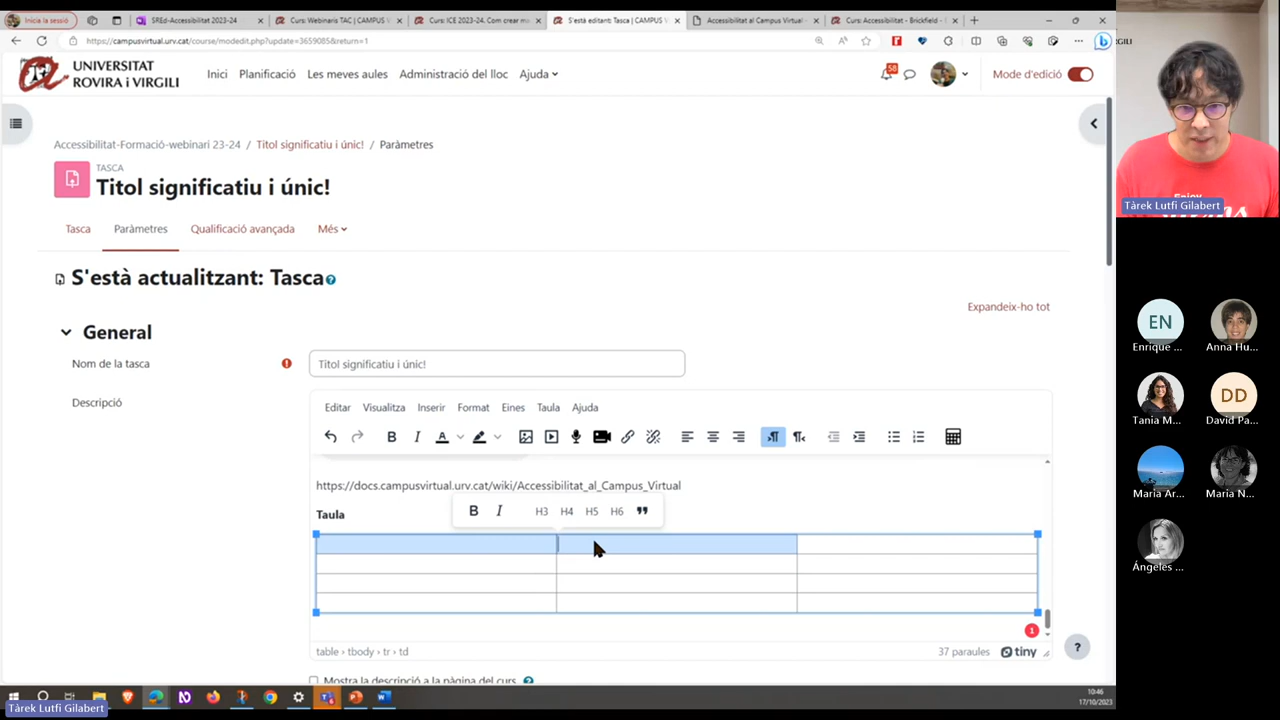 Inicia la sessió
SREd-Accessibilitat 2023-24
Curs: Webinaris TAC | CAMPUS V
Curs: ICE 2023-24. Com crear m
S'està editant: Tasca | CAMPUS V
Accessibilitat al Campus Virtual
Curs: Accessibilitat - Brickfield -
https://campusvirtual.urv.cat/course/modedit.php?update=3659085&return=1
UNIVERSITAT
ROVIRA i VIRGILI
Inici
Planificació
Les meves aules
Administració del lloc
Ajuda
58
Mode d'edició
Accessibilitat-Formació-webinari 23-24 / Titol significatiu i únic! / Paràmetres
TASCA
Titol significatiu i únic!
Tasca
Paràmetres
Qualificació avançada
Més
S'està actualitzant: Tasca
Expandeix-ho tot
General
Nom de la tasca
Titol significatiu i únic!
Descripció
Editar
Visualitza
Inserir
Format
Eines
Taula
Ajuda
B I A
https://docs.campusvirtual.urv.cat/wiki/Accessibilitat_al_Campus_Virtual
B I H3 H4 H5 H6
Taula
1
table › tbody › tr › td
37 paraules
tiny
?
Mostra la descripció a la pàgina del curs
10:46
17/10/2023
Tàrek Lutfi Gilabert
GILI
Tàrek Lutfi Gilabert
EN
Enrique ...
Anna Hu...
Tania M...
DD
David Pa...
Maria Ar...
Maria N...
Ángeles ...